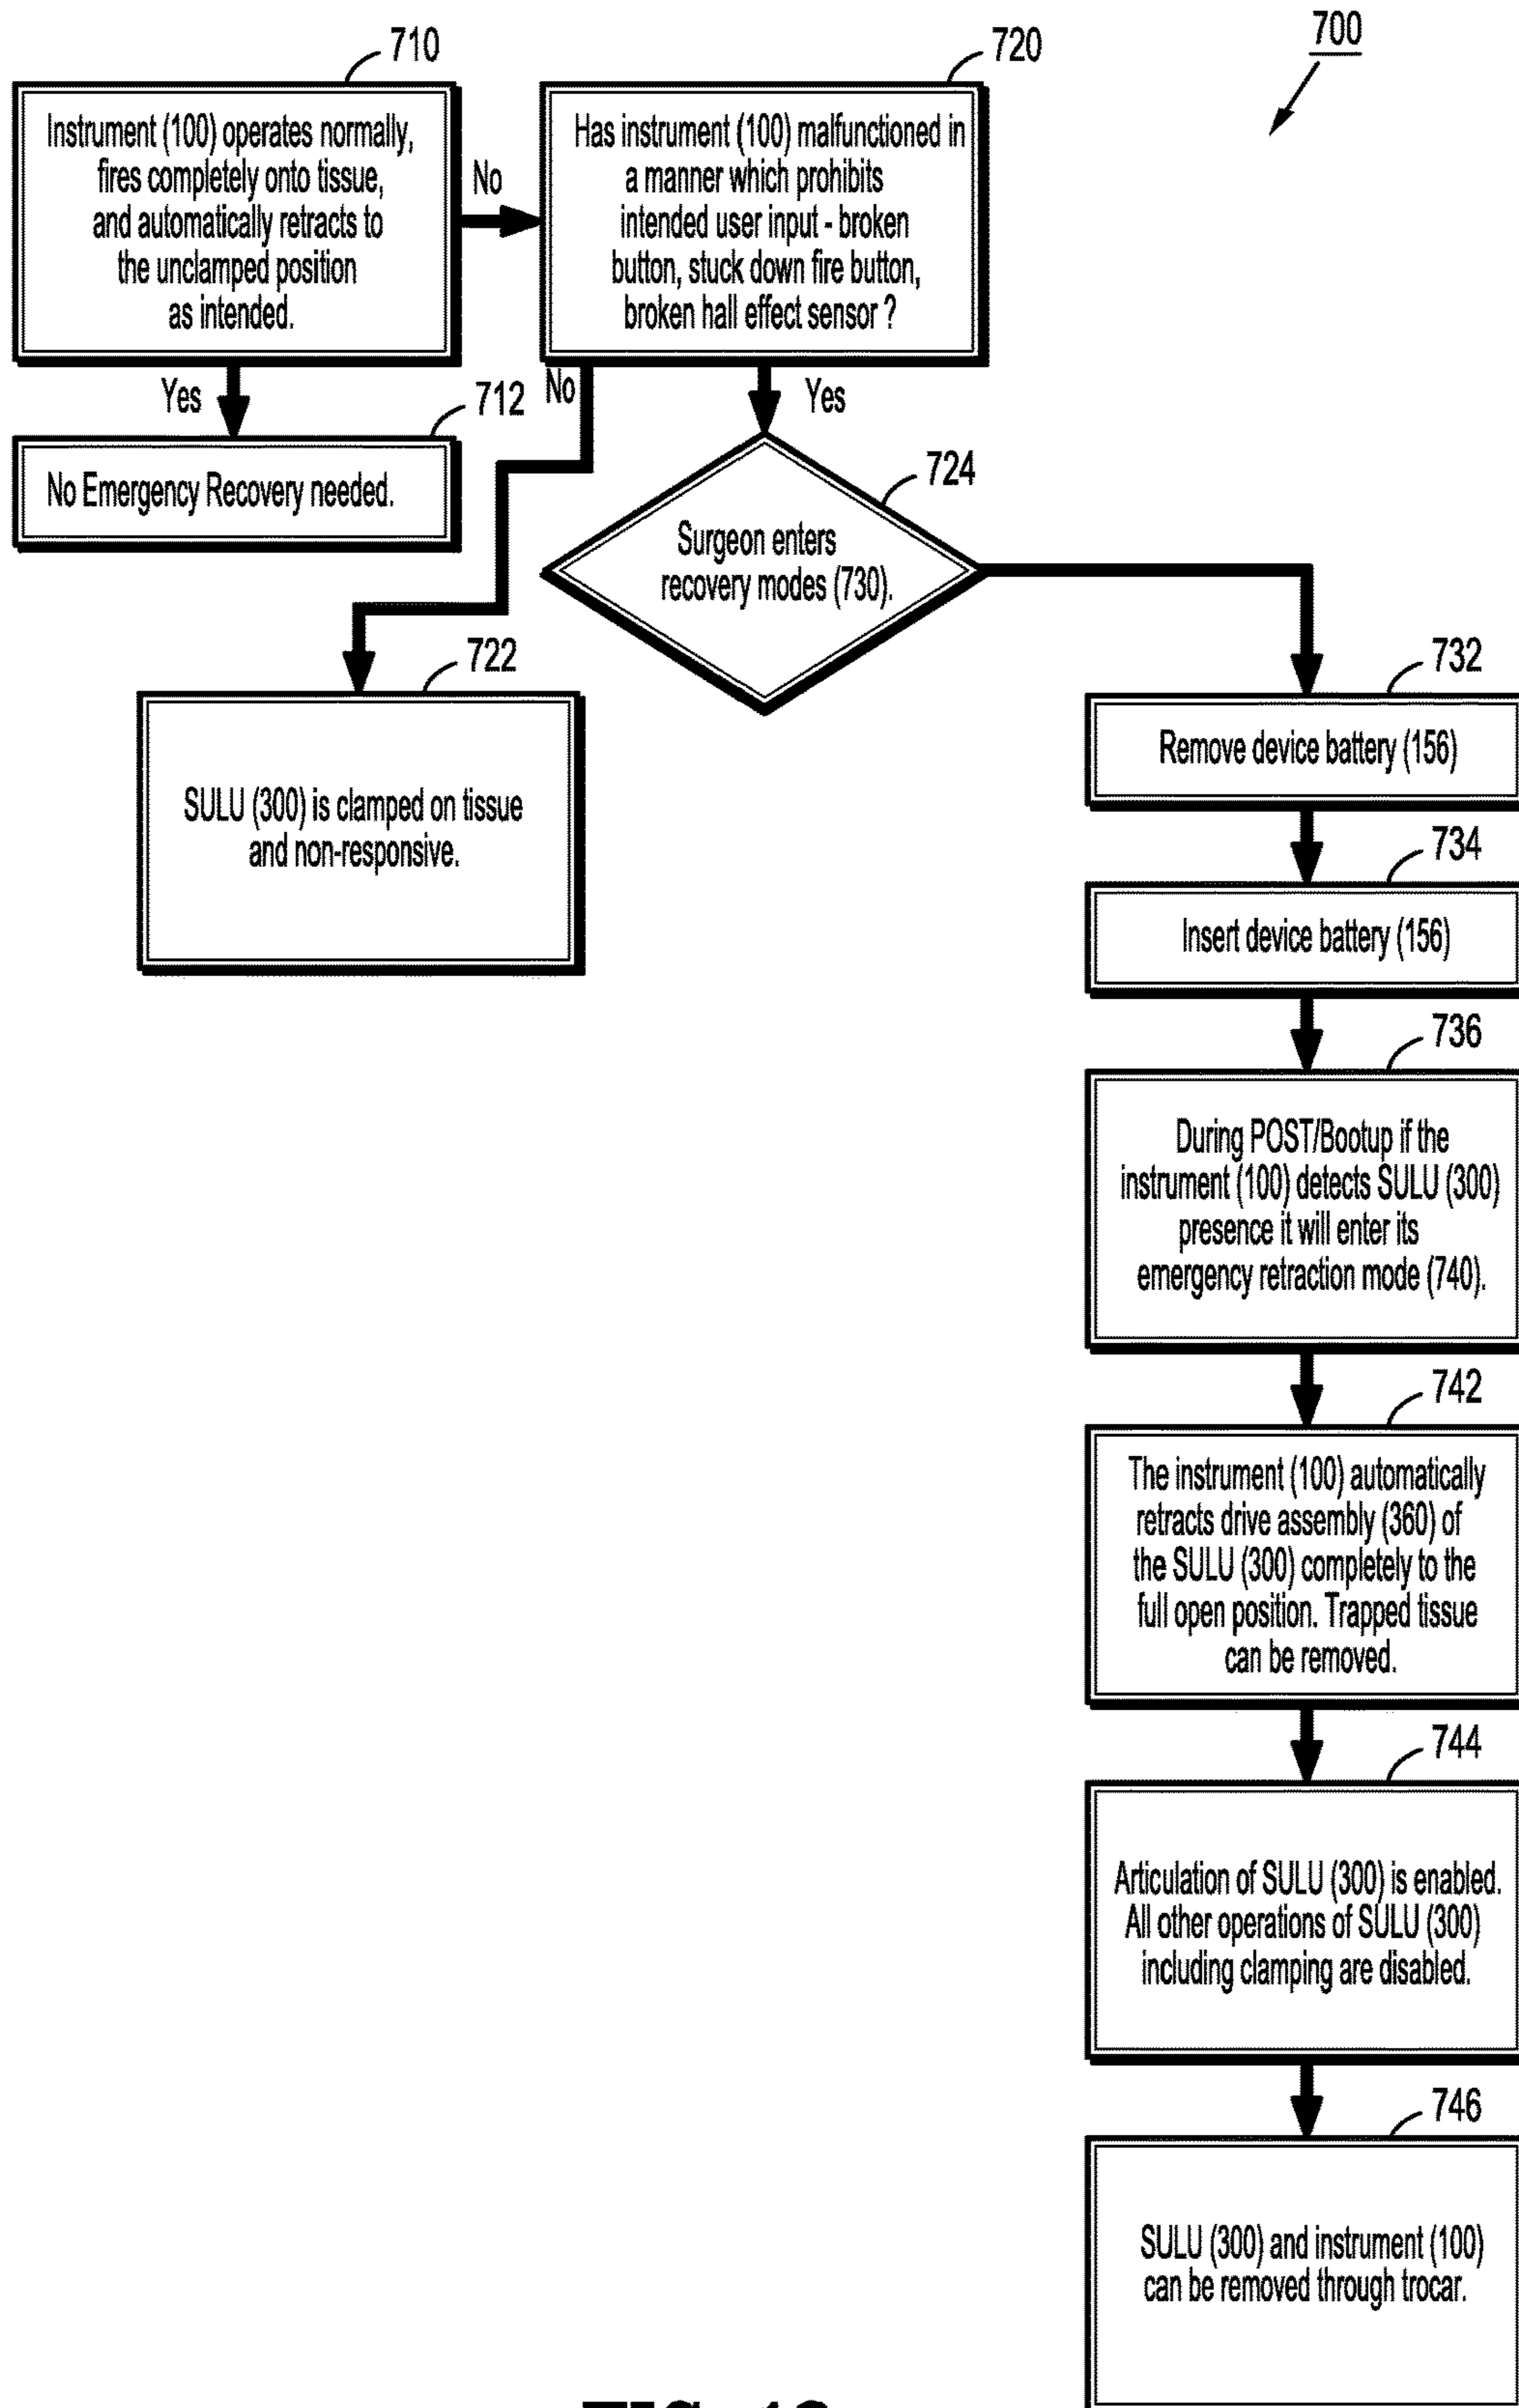 700
710
Instrument (100) operates normally,
fires completely onto tissue,
and automatically retracts to
the unclamped position
as intended.
No
720
Has instrument (100) malfunctioned in
a manner which prohibits
intended user input - broken
button, stuck down fire button,
broken hall effect sensor ?
Yes
712
No Emergency Recovery needed.
No
Yes
724
Surgeon enters
recovery modes (730).
722
SULU (300) is clamped on tissue
and non-responsive.
732
Remove device battery (156)
734
Insert device battery (156)
736
During POST/Bootup if the
instrument (100) detects SULU (300)
presence it will enter its
emergency retraction mode (740).
742
The instrument (100) automatically
retracts drive assembly (360) of
the SULU (300) completely to the
full open position. Trapped tissue
can be removed.
744
Articulation of SULU (300) is enabled.
All other operations of SULU (300)
including clamping are disabled.
746
SULU (300) and instrument (100)
can be removed through trocar.